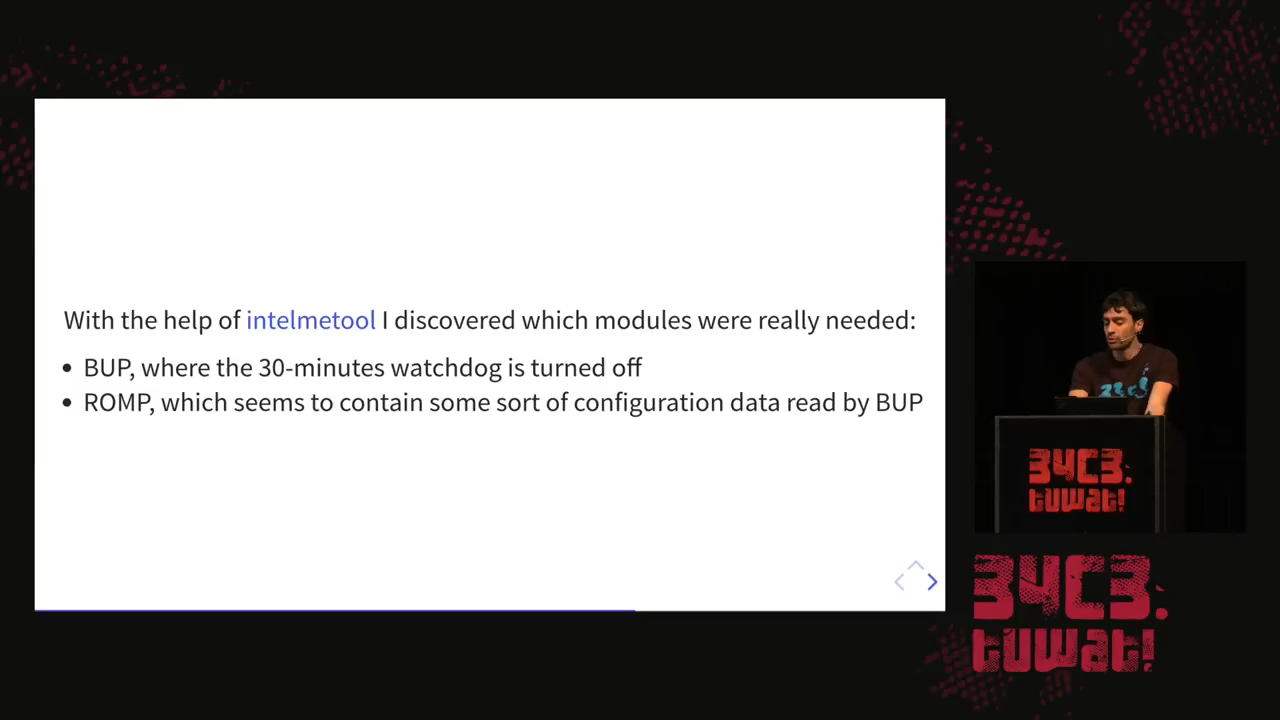 With the help of intelmetool I discovered which modules were really needed:
• BUP, where the 30-minutes watchdog is turned off
• ROMP, which seems to contain some sort of configuration data read by BUP
34C3.
tuwat!
34C3.
tuwat!